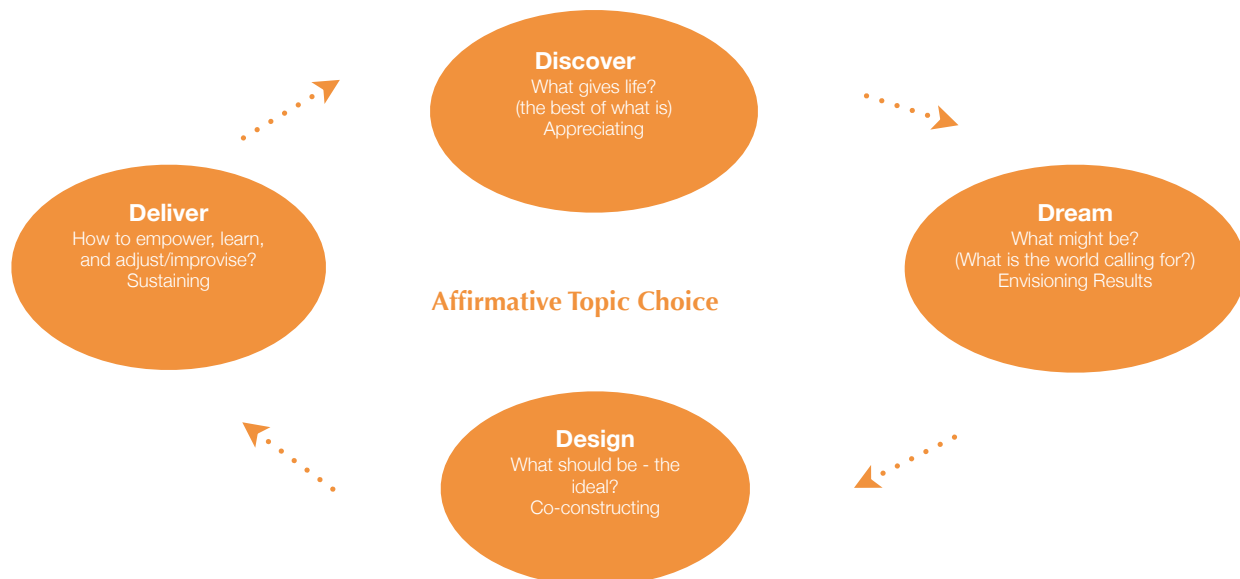 Discover
What gives life?
(the best of what is)
Appreciating
Dream
What might be?
(What is the world calling for?)
Envisioning Results
Deliver
How to empower, learn,
and adjust/improvise?
Sustaining
Affirmative Topic Choice
Design
What should be - the
ideal?
Co-constructing